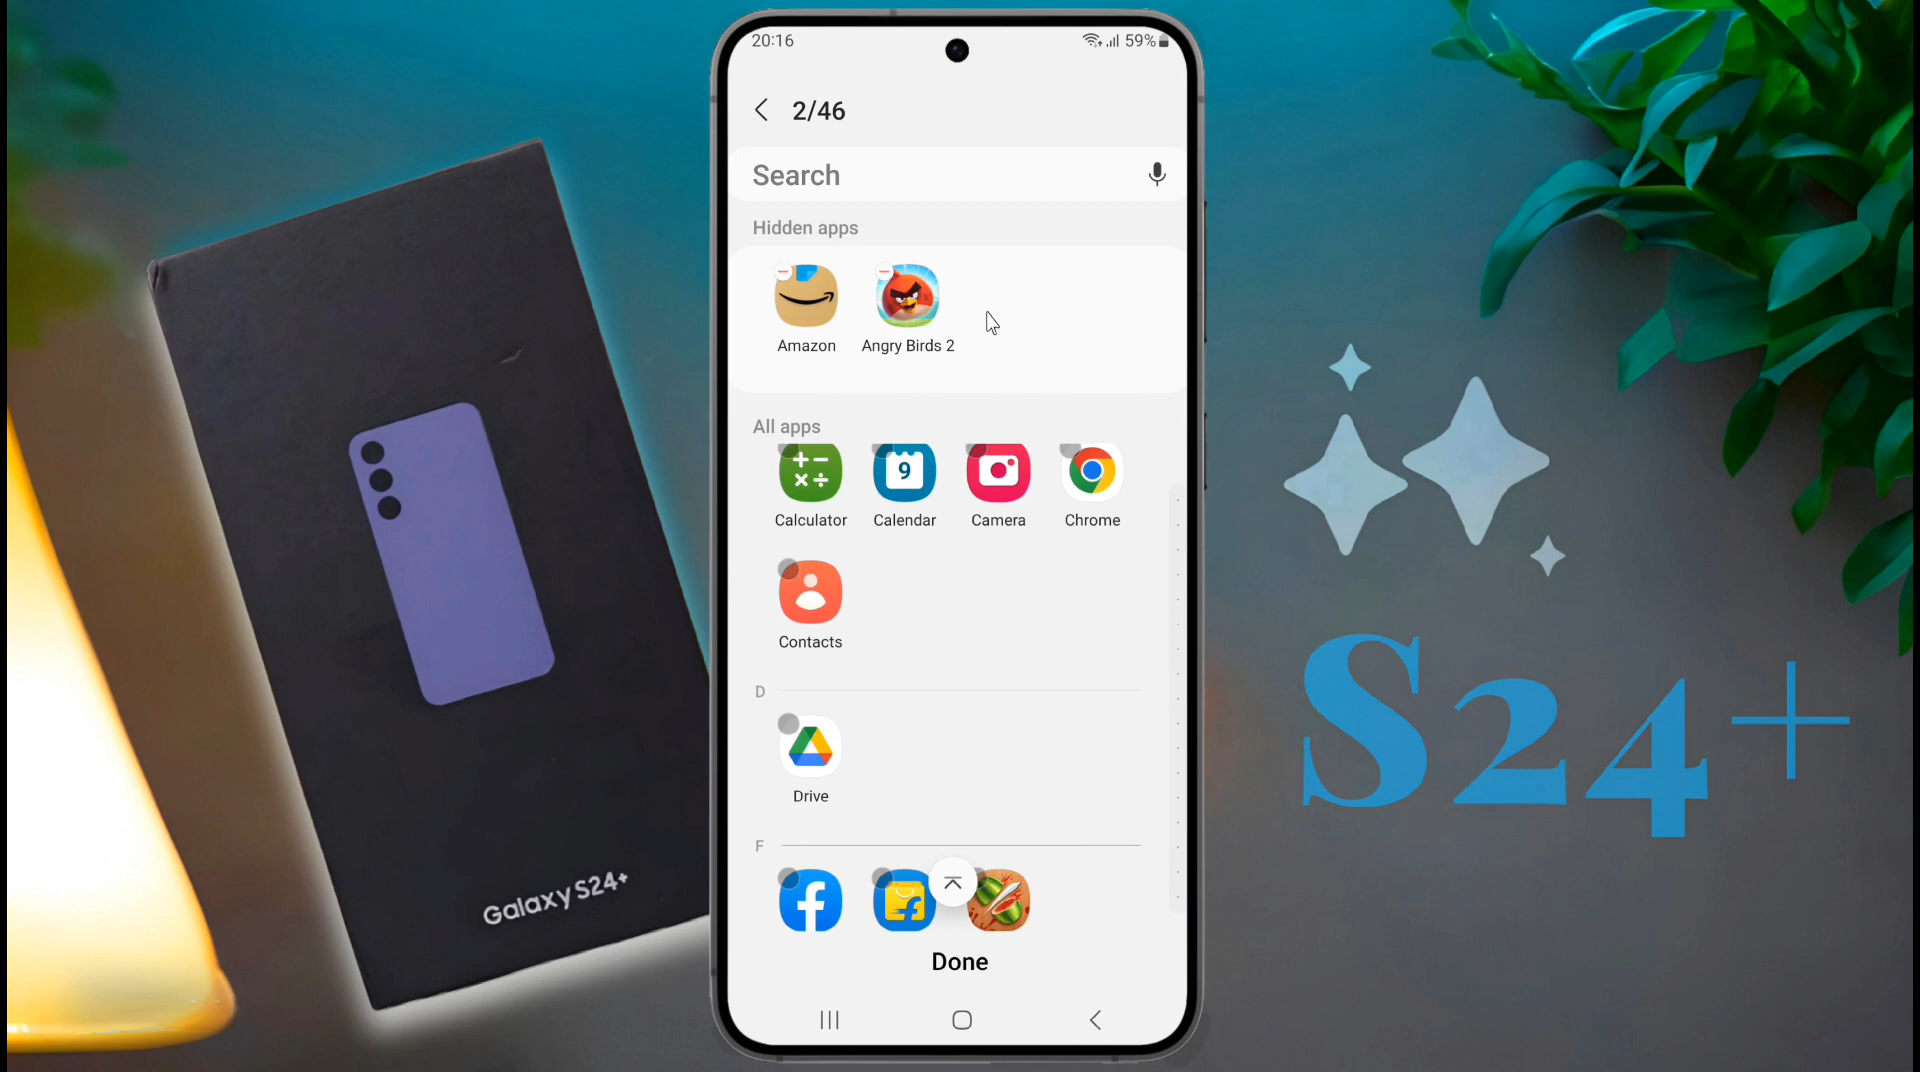 20:16
59%
2/46
Search
Hidden apps
Amazon
Angry Birds 2
All apps
9
Calculator
Calendar
Camera
Chrome
Contacts
D
Drive
F
Done
Galaxy S24+
S24+